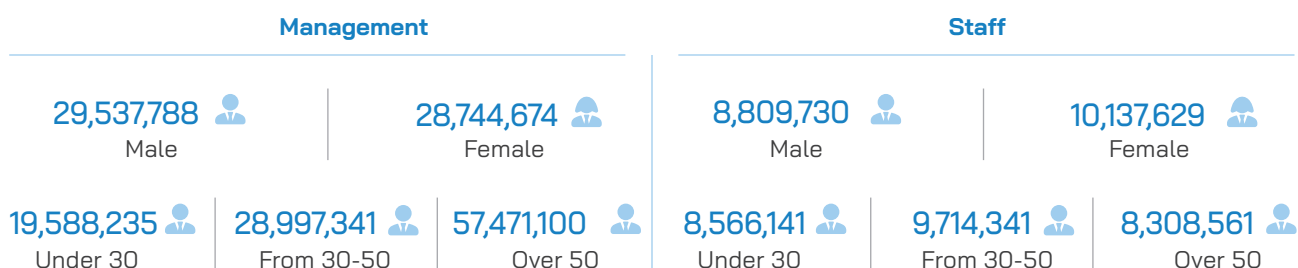 Management
Staff
29,537,788
28,744,674
8,809,730
10,137,629
Male
Female
Male
Female
19,588,235
28,997,341
57,471,100
8,566,141
9,714,341
8,308,561
Under 30
From 30-50
Over 50
Under 30
From 30-50
Over 50